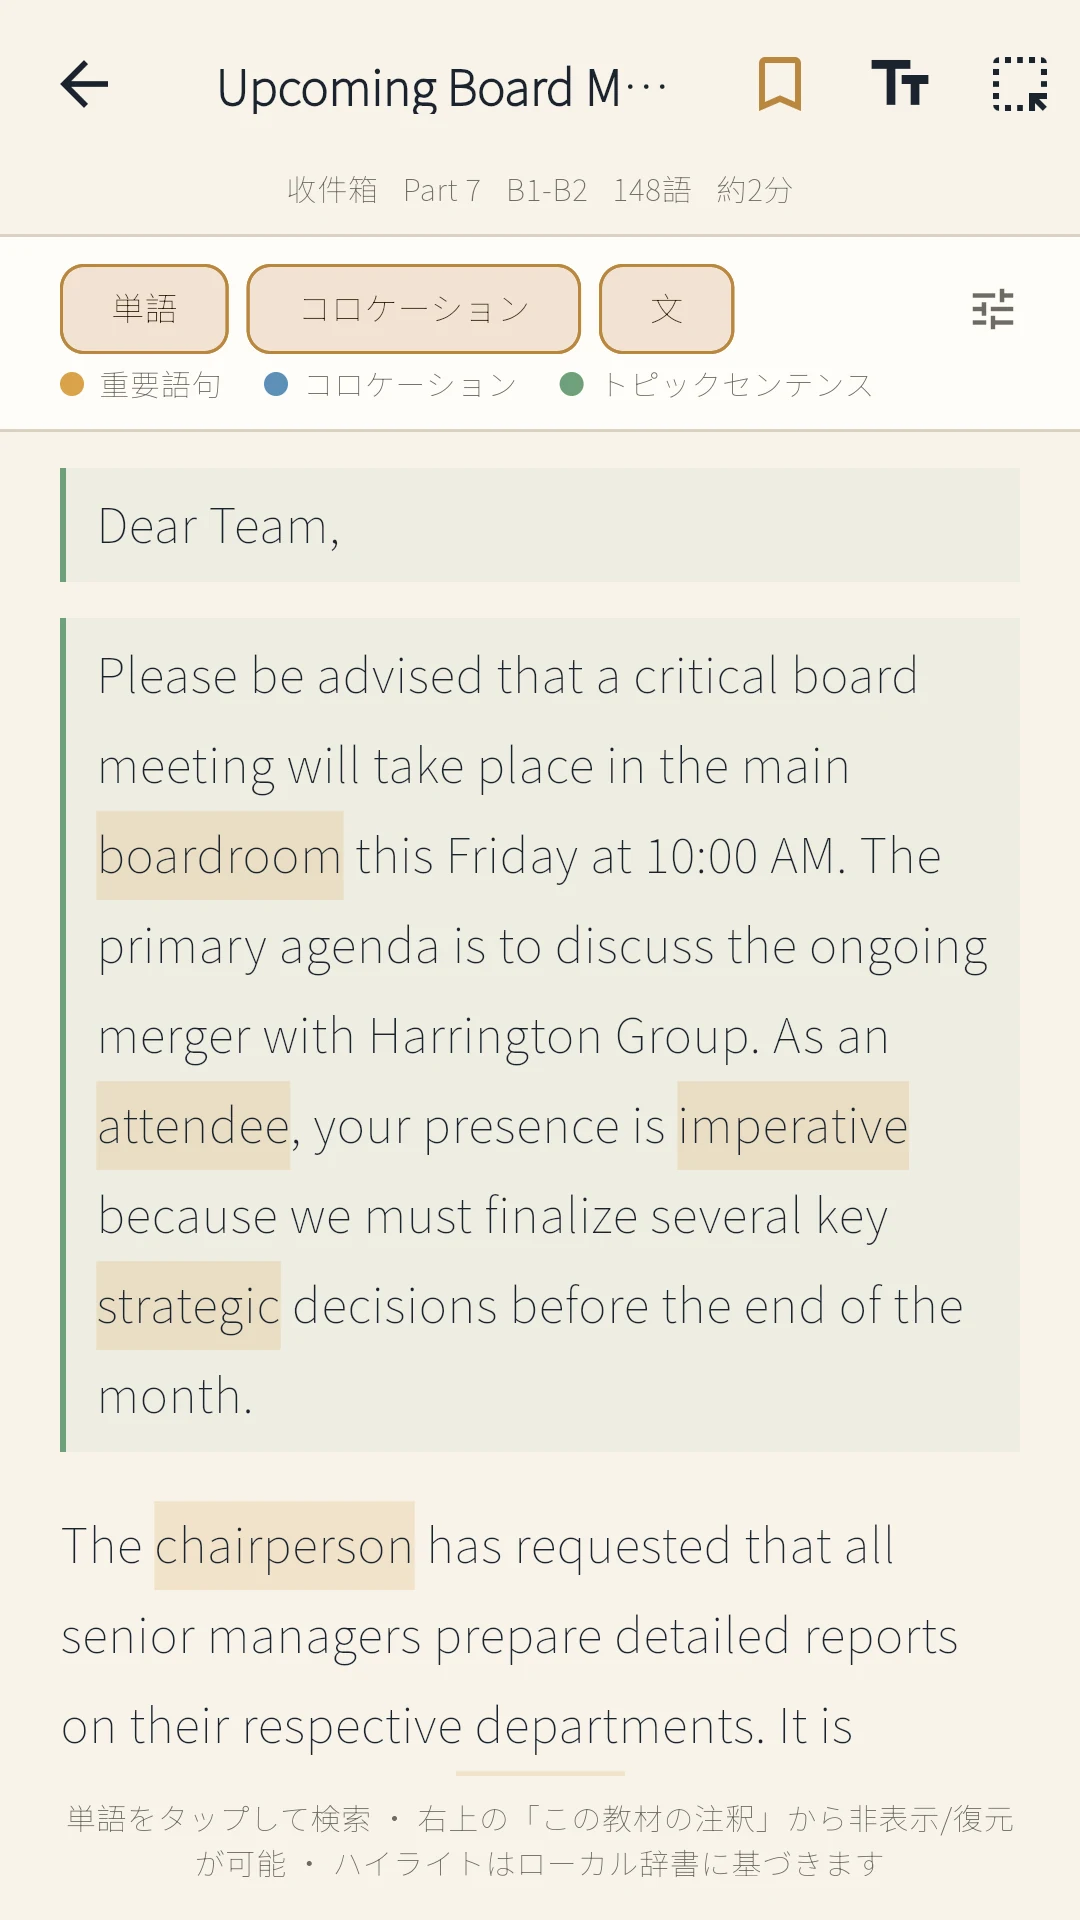 Upcoming Board M···
收件箱 Part 7 B1-B2 148語 約2分
単語 コロケーション 文
重要語句 コロケーション トピックセンテンス
Dear Team,
Please be advised that a critical board
meeting will take place in the main
boardroom this Friday at 10:00 AM. The
primary agenda is to discuss the ongoing
merger with Harrington Group. As an
attendee, your presence is imperative
because we must finalize several key
strategic decisions before the end of the
month.
The chairperson has requested that all
senior managers prepare detailed reports
on their respective departments. It is
単語をタップして検索 ・ 右上の「この教材の注釈」から非表示/復元
が可能 ・ ハイライトはローカル辞書に基づきます